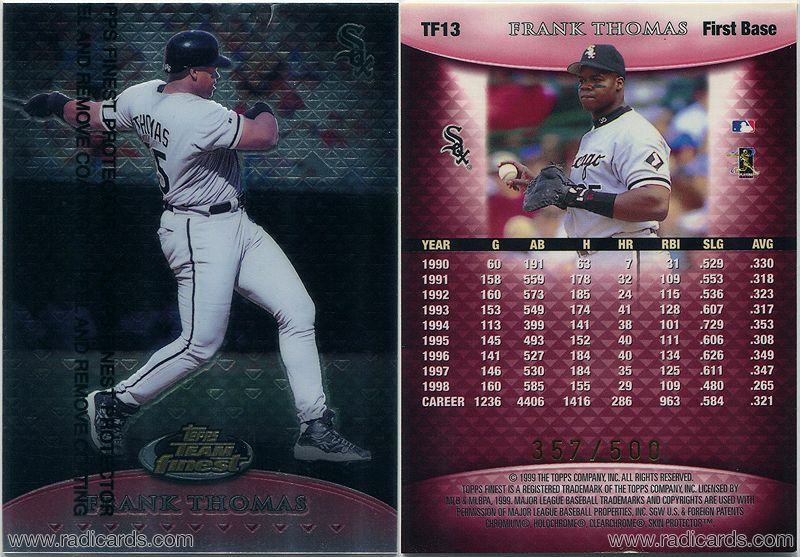 TOPPS FINEST PROTECTOR
PEEL AND REMOVE COATING
Sox
THOMAS
5
Topps
TEAM
finest
FRANK THOMAS
www.radicards.com
TF13 FRANK THOMAS First Base
Sox
YEAR G AB H HR RBI SLG AVG
1990 60 191 63 7 31 .529 .330
1991 158 559 178 32 109 .553 .318
1992 160 573 185 24 115 .536 .323
1993 153 549 174 41 128 .607 .317
1994 113 399 141 38 101 .729 .353
1995 145 493 152 40 111 .606 .308
1996 141 527 184 40 134 .626 .349
1997 146 530 184 35 125 .611 .347
1998 160 585 155 29 109 .480 .265
CAREER 1236 4406 1416 286 963 .584 .321
357/500
© 1999 THE TOPPS COMPANY, INC. ALL RIGHTS RESERVED.
TOPPS FINEST IS A REGISTERED TRADEMARK OF THE TOPPS COMPANY, INC. LICENSED BY
MLB & MLBPA, 1999. MAJOR LEAGUE BASEBALL TRADEMARKS AND COPYRIGHTS ARE USED WITH
PERMISSION OF MAJOR LEAGUE BASEBALL PROPERTIES, INC. SGW U.S. & FOREIGN PATENTS
CHROMIUM®, HOLOCHROME®, CLEARCHROME®, SKIN PROTECTOR™.
www.radicards.com